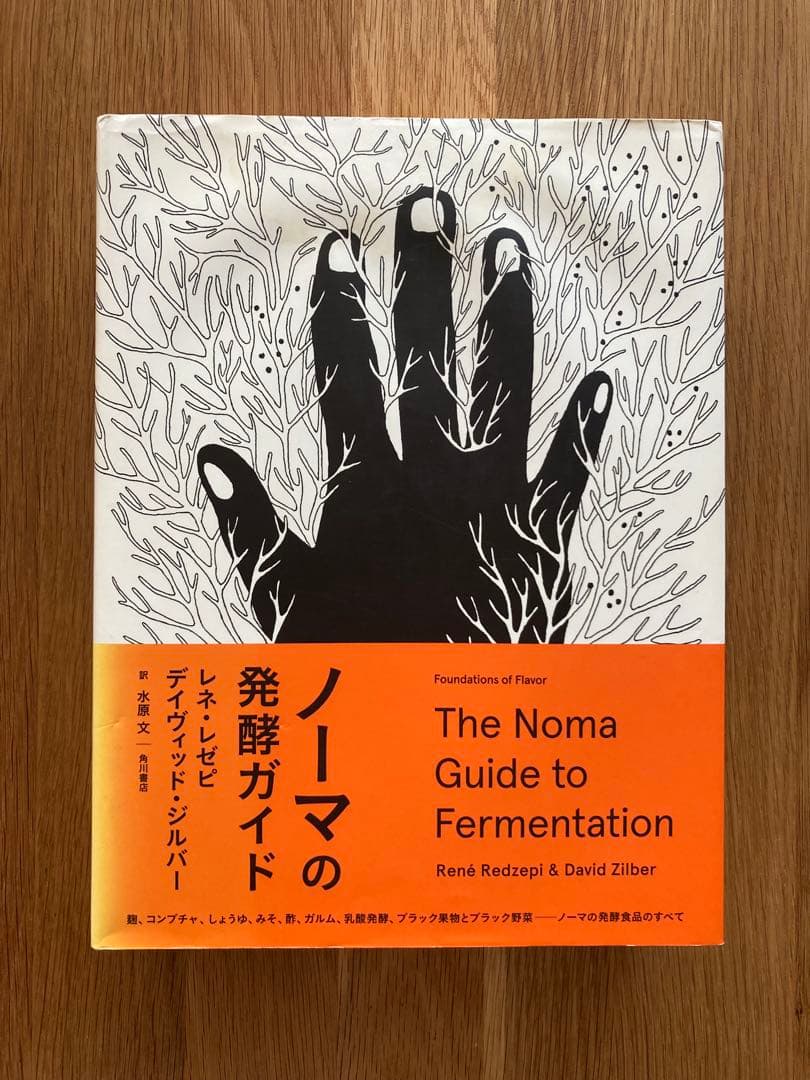 ノーマの
発酵ガイド
レネ・レゼピ
デイヴィッド・ジルバー
訳 水原 文 — 角川書店
Foundations of Flavor
The Noma
Guide to
Fermentation
René Redzepi & David Zilber
麹、コンブチャ、しょうゆ、みそ、酢、ガルム、乳酸発酵、ブラック果物とブラック野菜——ノーマの発酵食品のすべて